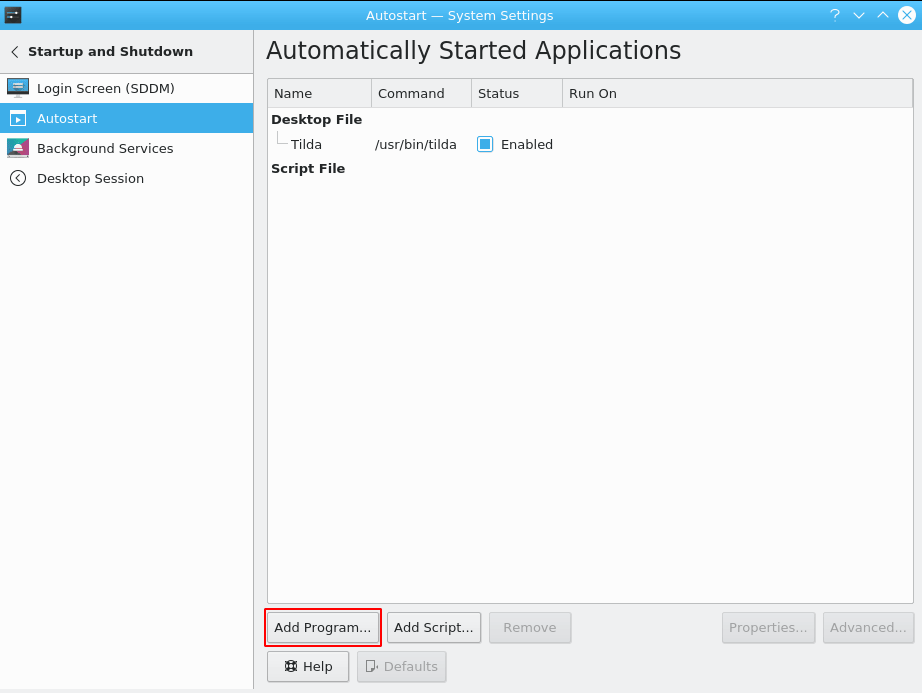 Autostart — System Settings
Startup and Shutdown
Login Screen (SDDM)
Autostart
Background Services
Desktop Session
Automatically Started Applications
Name Command Status Run On
Desktop File
Tilda /usr/bin/tilda Enabled
Script File
Add Program... Add Script... Remove Properties... Advanced...
Help Defaults